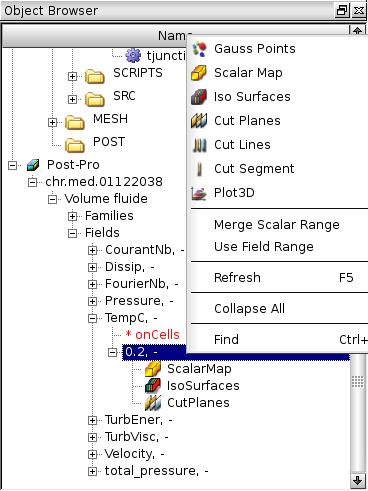 Object Browser
Name
tjuncti
SCRIPTS
SRC
MESH
POST
Post-Pro
chr.med.01122038
Volume fluide
Families
Fields
CourantNb, -
Dissip, -
FourierNb, -
Pressure, -
TempC, -
* onCells
0.2, -
ScalarMap
IsoSurfaces
CutPlanes
TurbEner, -
TurbVisc, -
Velocity, -
total_pressure, -
Gauss Points
Scalar Map
Iso Surfaces
Cut Planes
Cut Lines
Cut Segment
Plot3D
Merge Scalar Range
Use Field Range
Refresh F5
Collapse All
Find Ctrl+